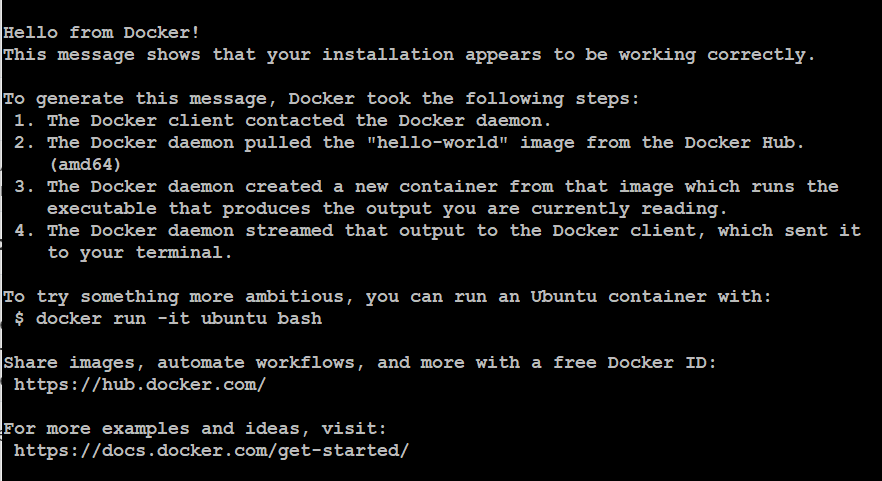 Hello from Docker!
This message shows that your installation appears to be working correctly.
To generate this message, Docker took the following steps:
1. The Docker client contacted the Docker daemon.
2. The Docker daemon pulled the "hello-world" image from the Docker Hub.
(amd64)
3. The Docker daemon created a new container from that image which runs the
executable that produces the output you are currently reading.
4. The Docker daemon streamed that output to the Docker client, which sent it
to your terminal.
To try something more ambitious, you can run an Ubuntu container with:
$ docker run -it ubuntu bash
Share images, automate workflows, and more with a free Docker ID:
https://hub.docker.com/
For more examples and ideas, visit:
https://docs.docker.com/get-started/